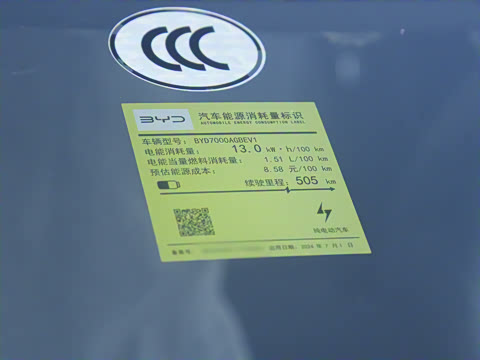 CCC
BYD 汽车能源消耗量标识
AUTOMOBILE ENERGY CONSUMPTION LABEL
车辆型号: BYD7000AGBEV1
电能消耗量: 13.0 kW·h/100 km
电能当量燃料消耗量: 1.51 L/100 km
预估能源成本: 8.58 元/100 km
续驶里程: 505 km
纯电动汽车
备案号:
启用日期: 2024 年 7 月 1 日